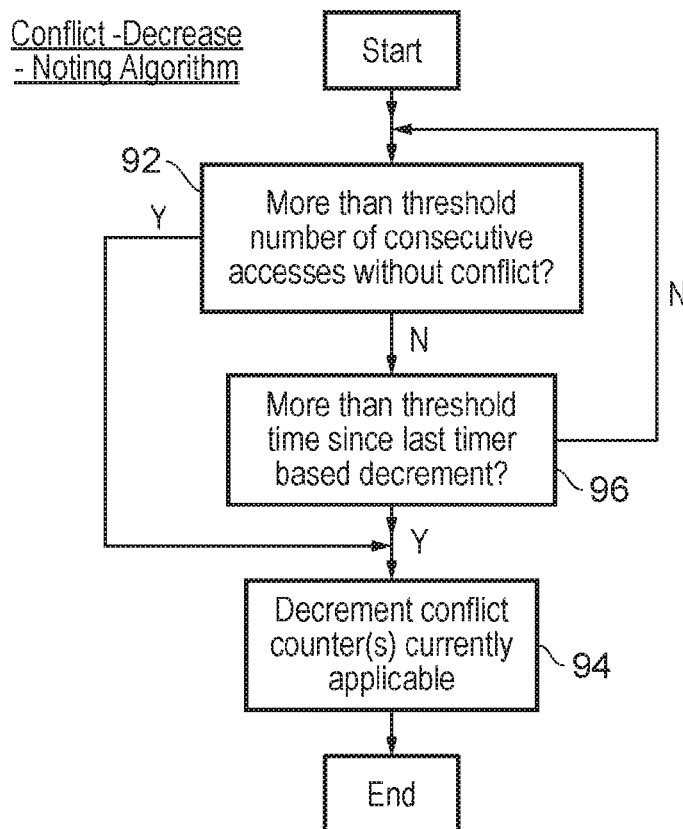 Conflict -Decrease
- Noting Algorithm
Start
92
Y
More than threshold
number of consecutive
accesses without conflict?
N
N
More than threshold
time since last timer
based decrement?
96
Y
Decrement conflict
counter(s) currently
applicable
94
End